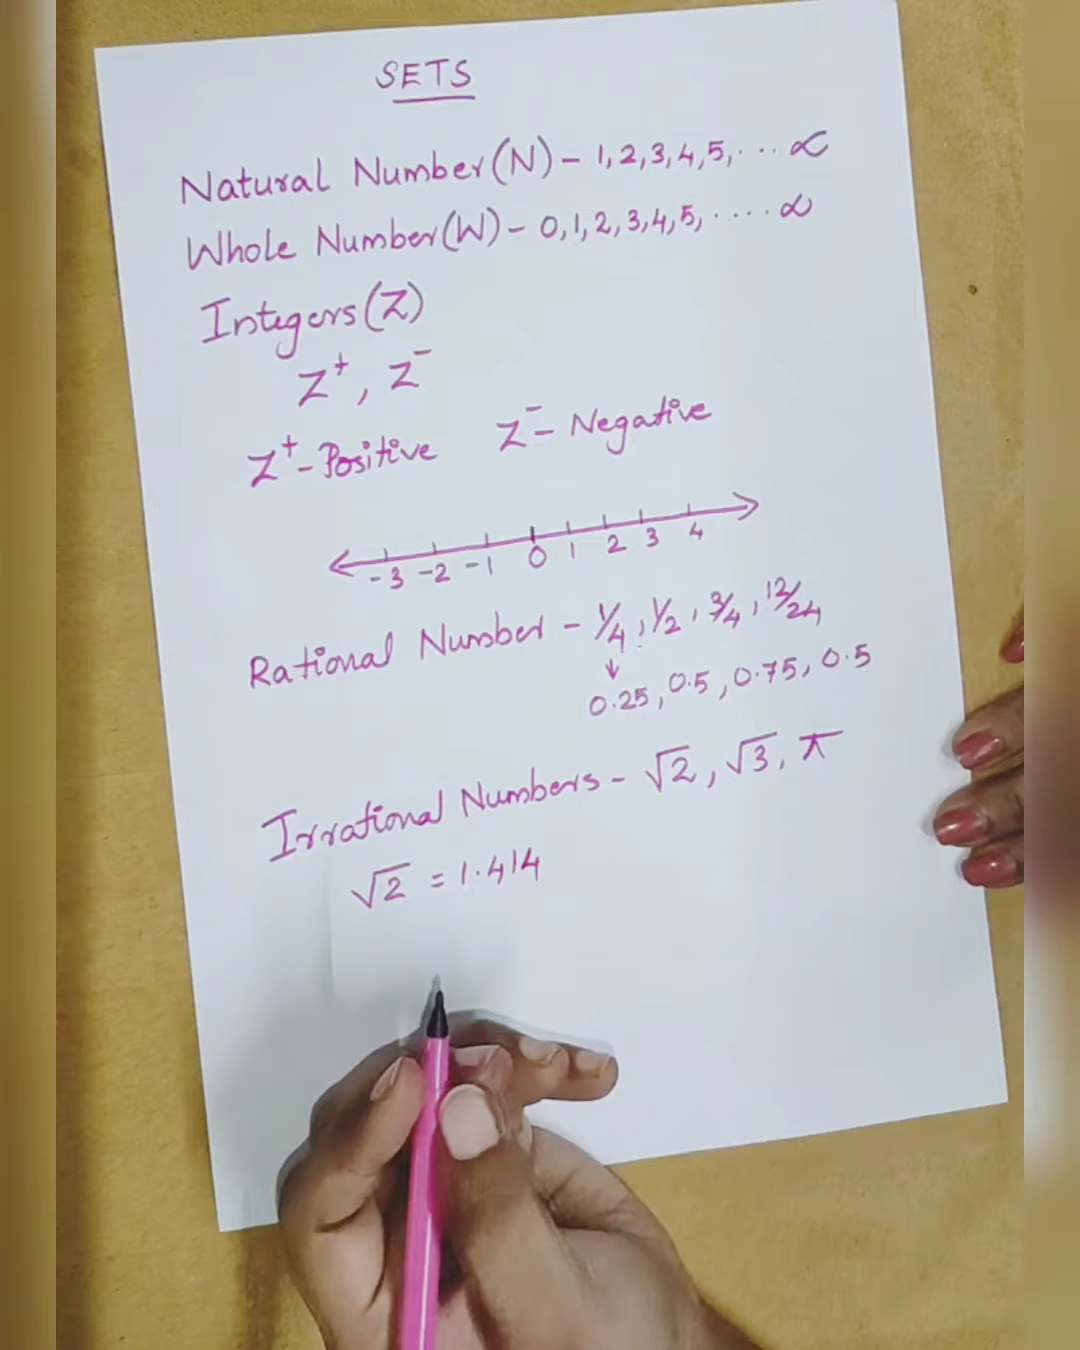 SETS
Natural Number (N) - 1, 2, 3, 4, 5, ... ∝
Whole Number (W) - 0, 1, 2, 3, 4, 5, .... ∞
Integers (Z)
Z⁺, Z⁻
Z⁺ - Positive Z⁻ - Negative
-3 -2 -1 0 1 2 3 4
Rational Number - 1/4, 1/2, 3/4, 12/24
↓
0.25, 0.5, 0.75, 0.5
Irrational Numbers - √2, √3, π
√2 = 1.414